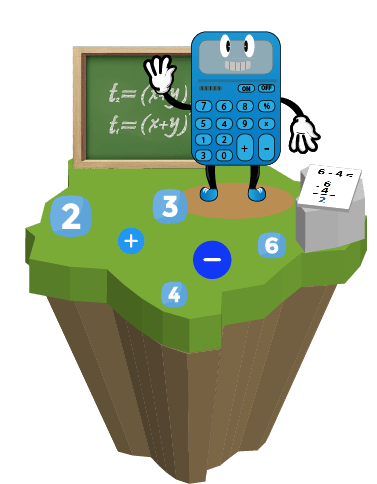 t₂= (x+y)
t₁= (x+y)
ON OFF
7 5 8 %
4 5 9 x
1 2
3 0 + -
6-4=
-6
4
2
2
3
+
-
6
4